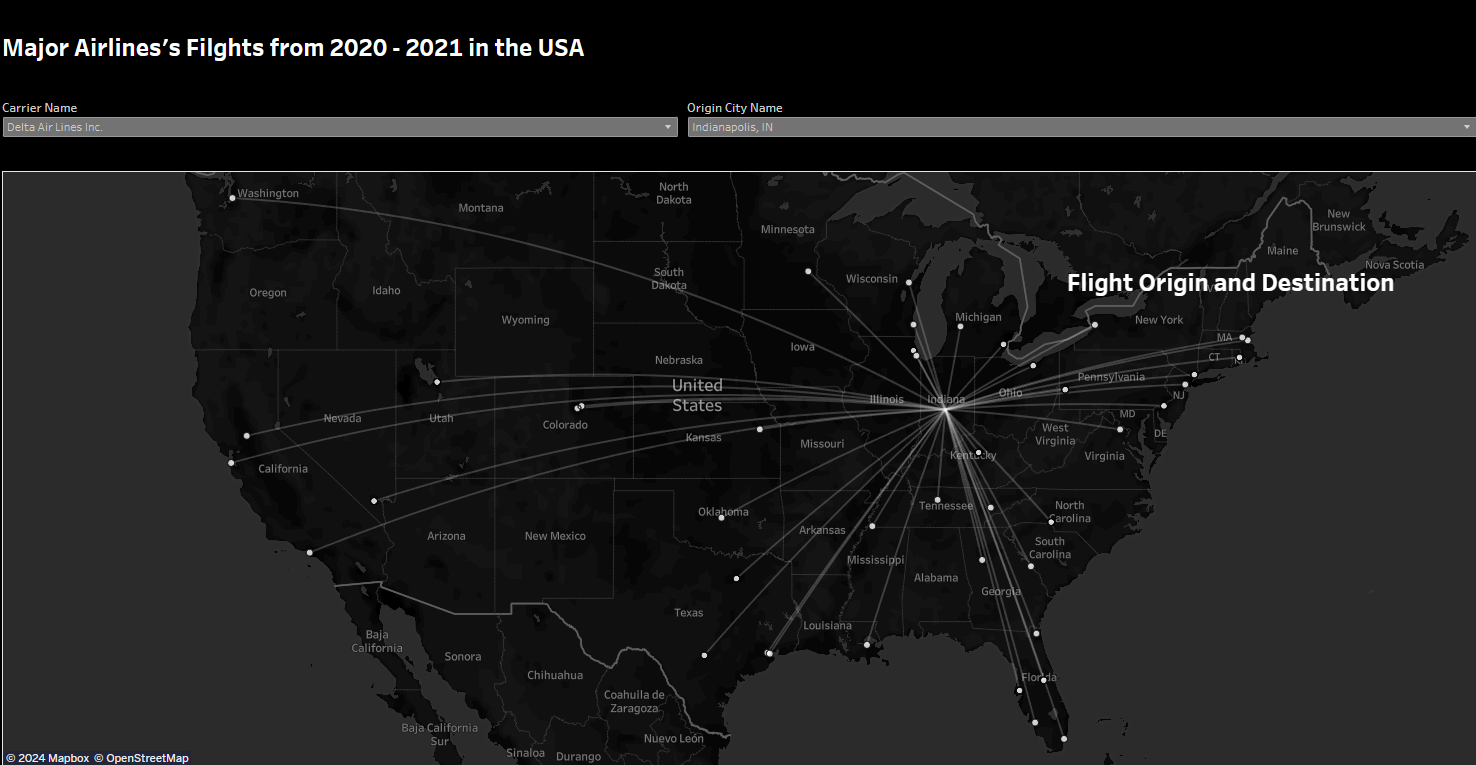 Major Airlines’s Filghts from 2020 - 2021 in the USA
Carrier Name
Origin City Name
Delta Air Lines Inc.
Indianapolis, IN
Washington
Montana
North
Dakota
Minnesota
New
Brunswick
Maine
Nova Scotia
Oregon
Idaho
South
Dakota
Wisconsin
Flight Origin and Destination
Wyoming
Michigan
New York
Nebraska
Iowa
MA
CT
United
States
Illinois
Indiana
Ohio
Pennsylvania
NJ
Nevada
Utah
Colorado
Kansas
Missouri
West
Virginia
MD
DE
California
Kentucky
Virginia
Oklahoma
Tennessee
North
Carolina
Arizona
New Mexico
Arkansas
South
Carolina
Mississippi
Alabama
Georgia
Texas
Louisiana
Baja
California
Sonora
Chihuahua
Florida
Coahuila de
Zaragoza
Baja California
Sur
Sinaloa
Durango
Nuevo León
© 2024 Mapbox © OpenStreetMap